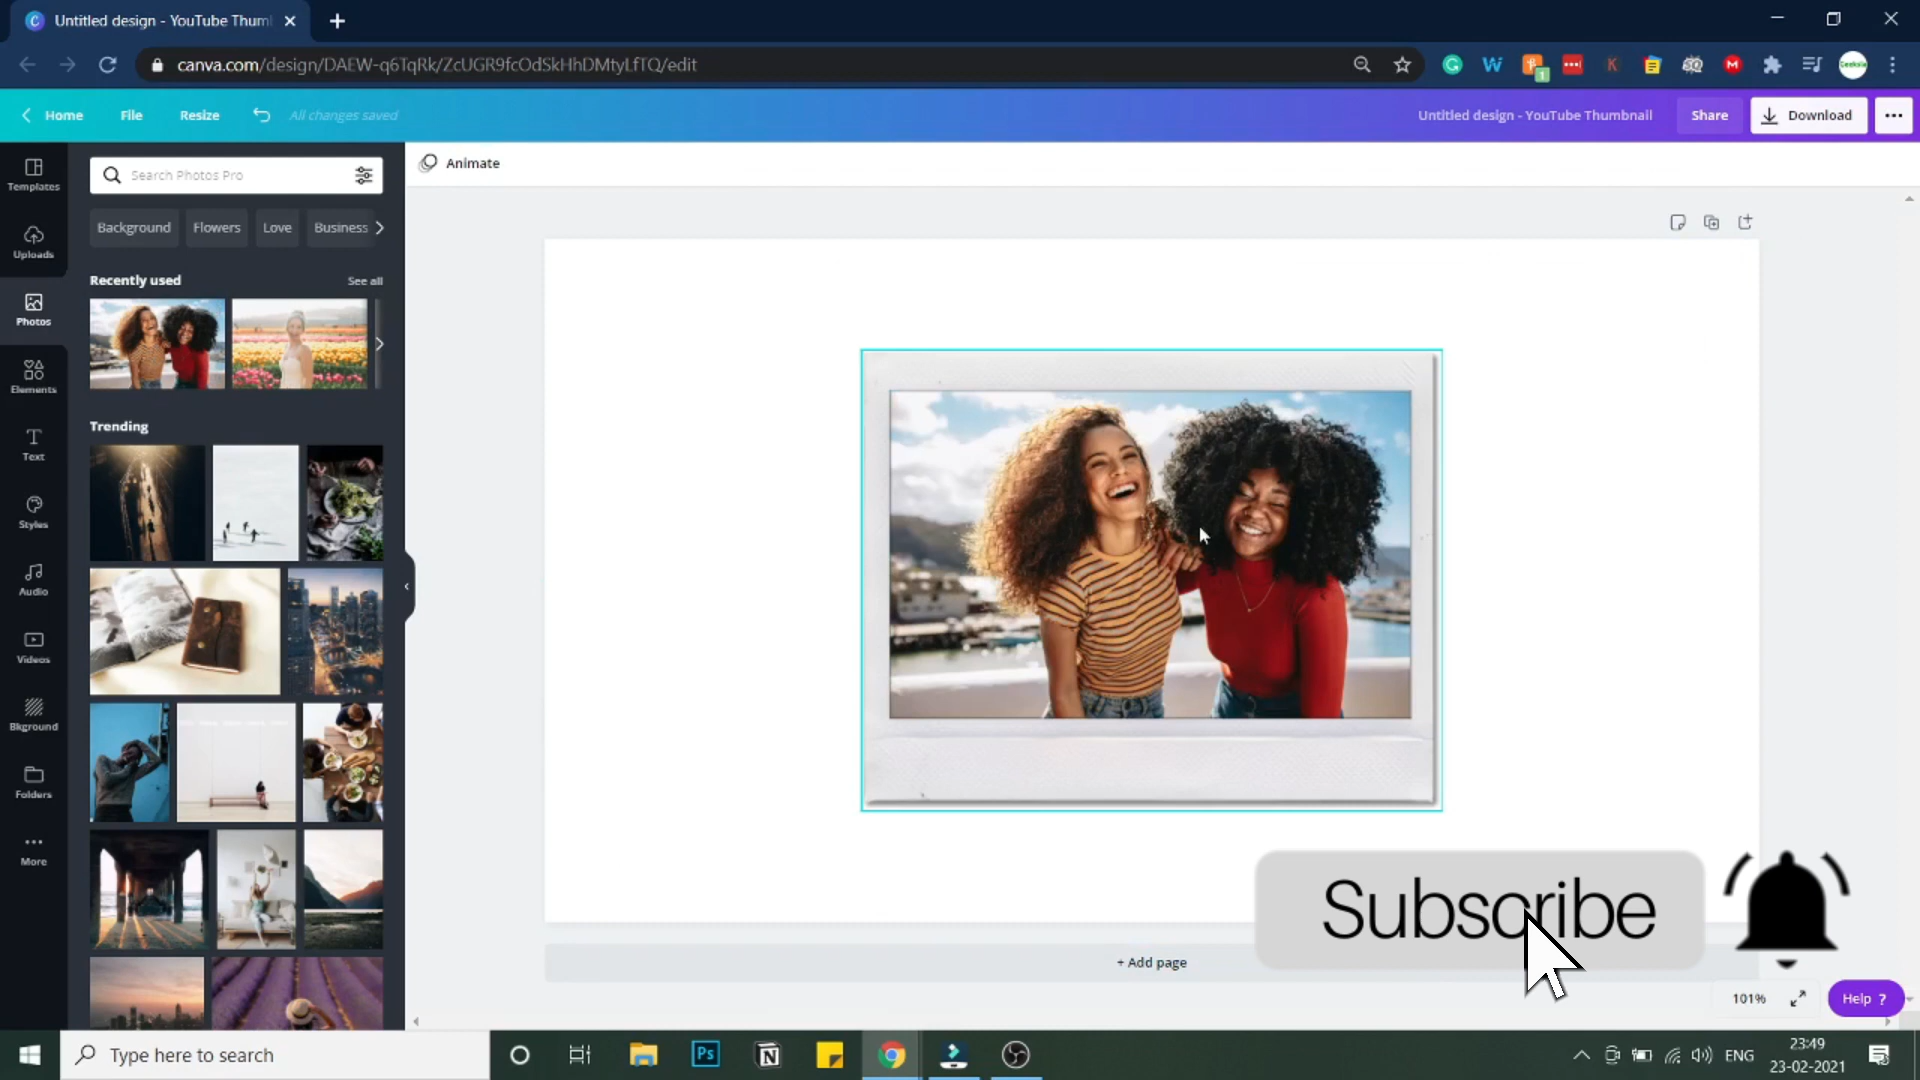 Untitled design - YouTube Thum
canva.com/design/DAEW-q6TqRk/ZcUGR9fcOdSkHhDMtyLfTQ/edit
Home
File
Resize
All changes saved
Untitled design - YouTube Thumbnail
Share
Download
Templates
Uploads
Photos
Elements
Text
Styles
Audio
Videos
Bkground
Folders
More
Search Photos Pro
Background
Flowers
Love
Business
Recently used
See all
Trending
Animate
+ Add page
Subscribe
101%
Help ?
Type here to search
ENG
23:49
23-02-2021